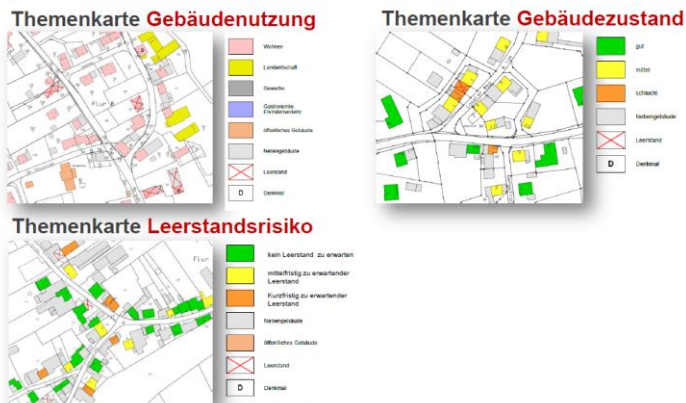 Themenkarte Gebäudenutzung
Wohnen
Landwirtschaft
Gewerbe
Gastronomie,
Fremdenverkehr
öffentliches Gebäude
Nebengebäude
Leerstand
D Denkmal
Flur 8
D
Themenkarte Gebäudezustand
gut
mittel
schlecht
Nebengebäude
Leerstand
D Denkmal
Themenkarte Leerstandsrisiko
kein Leerstand zu erwarten
mittelfristig zu erwartender
Leerstand
Kurzfristig zu erwartender
Leerstand
Nebengebäude
öffentliches Gebäude
Leerstand
D Denkmal
Flur